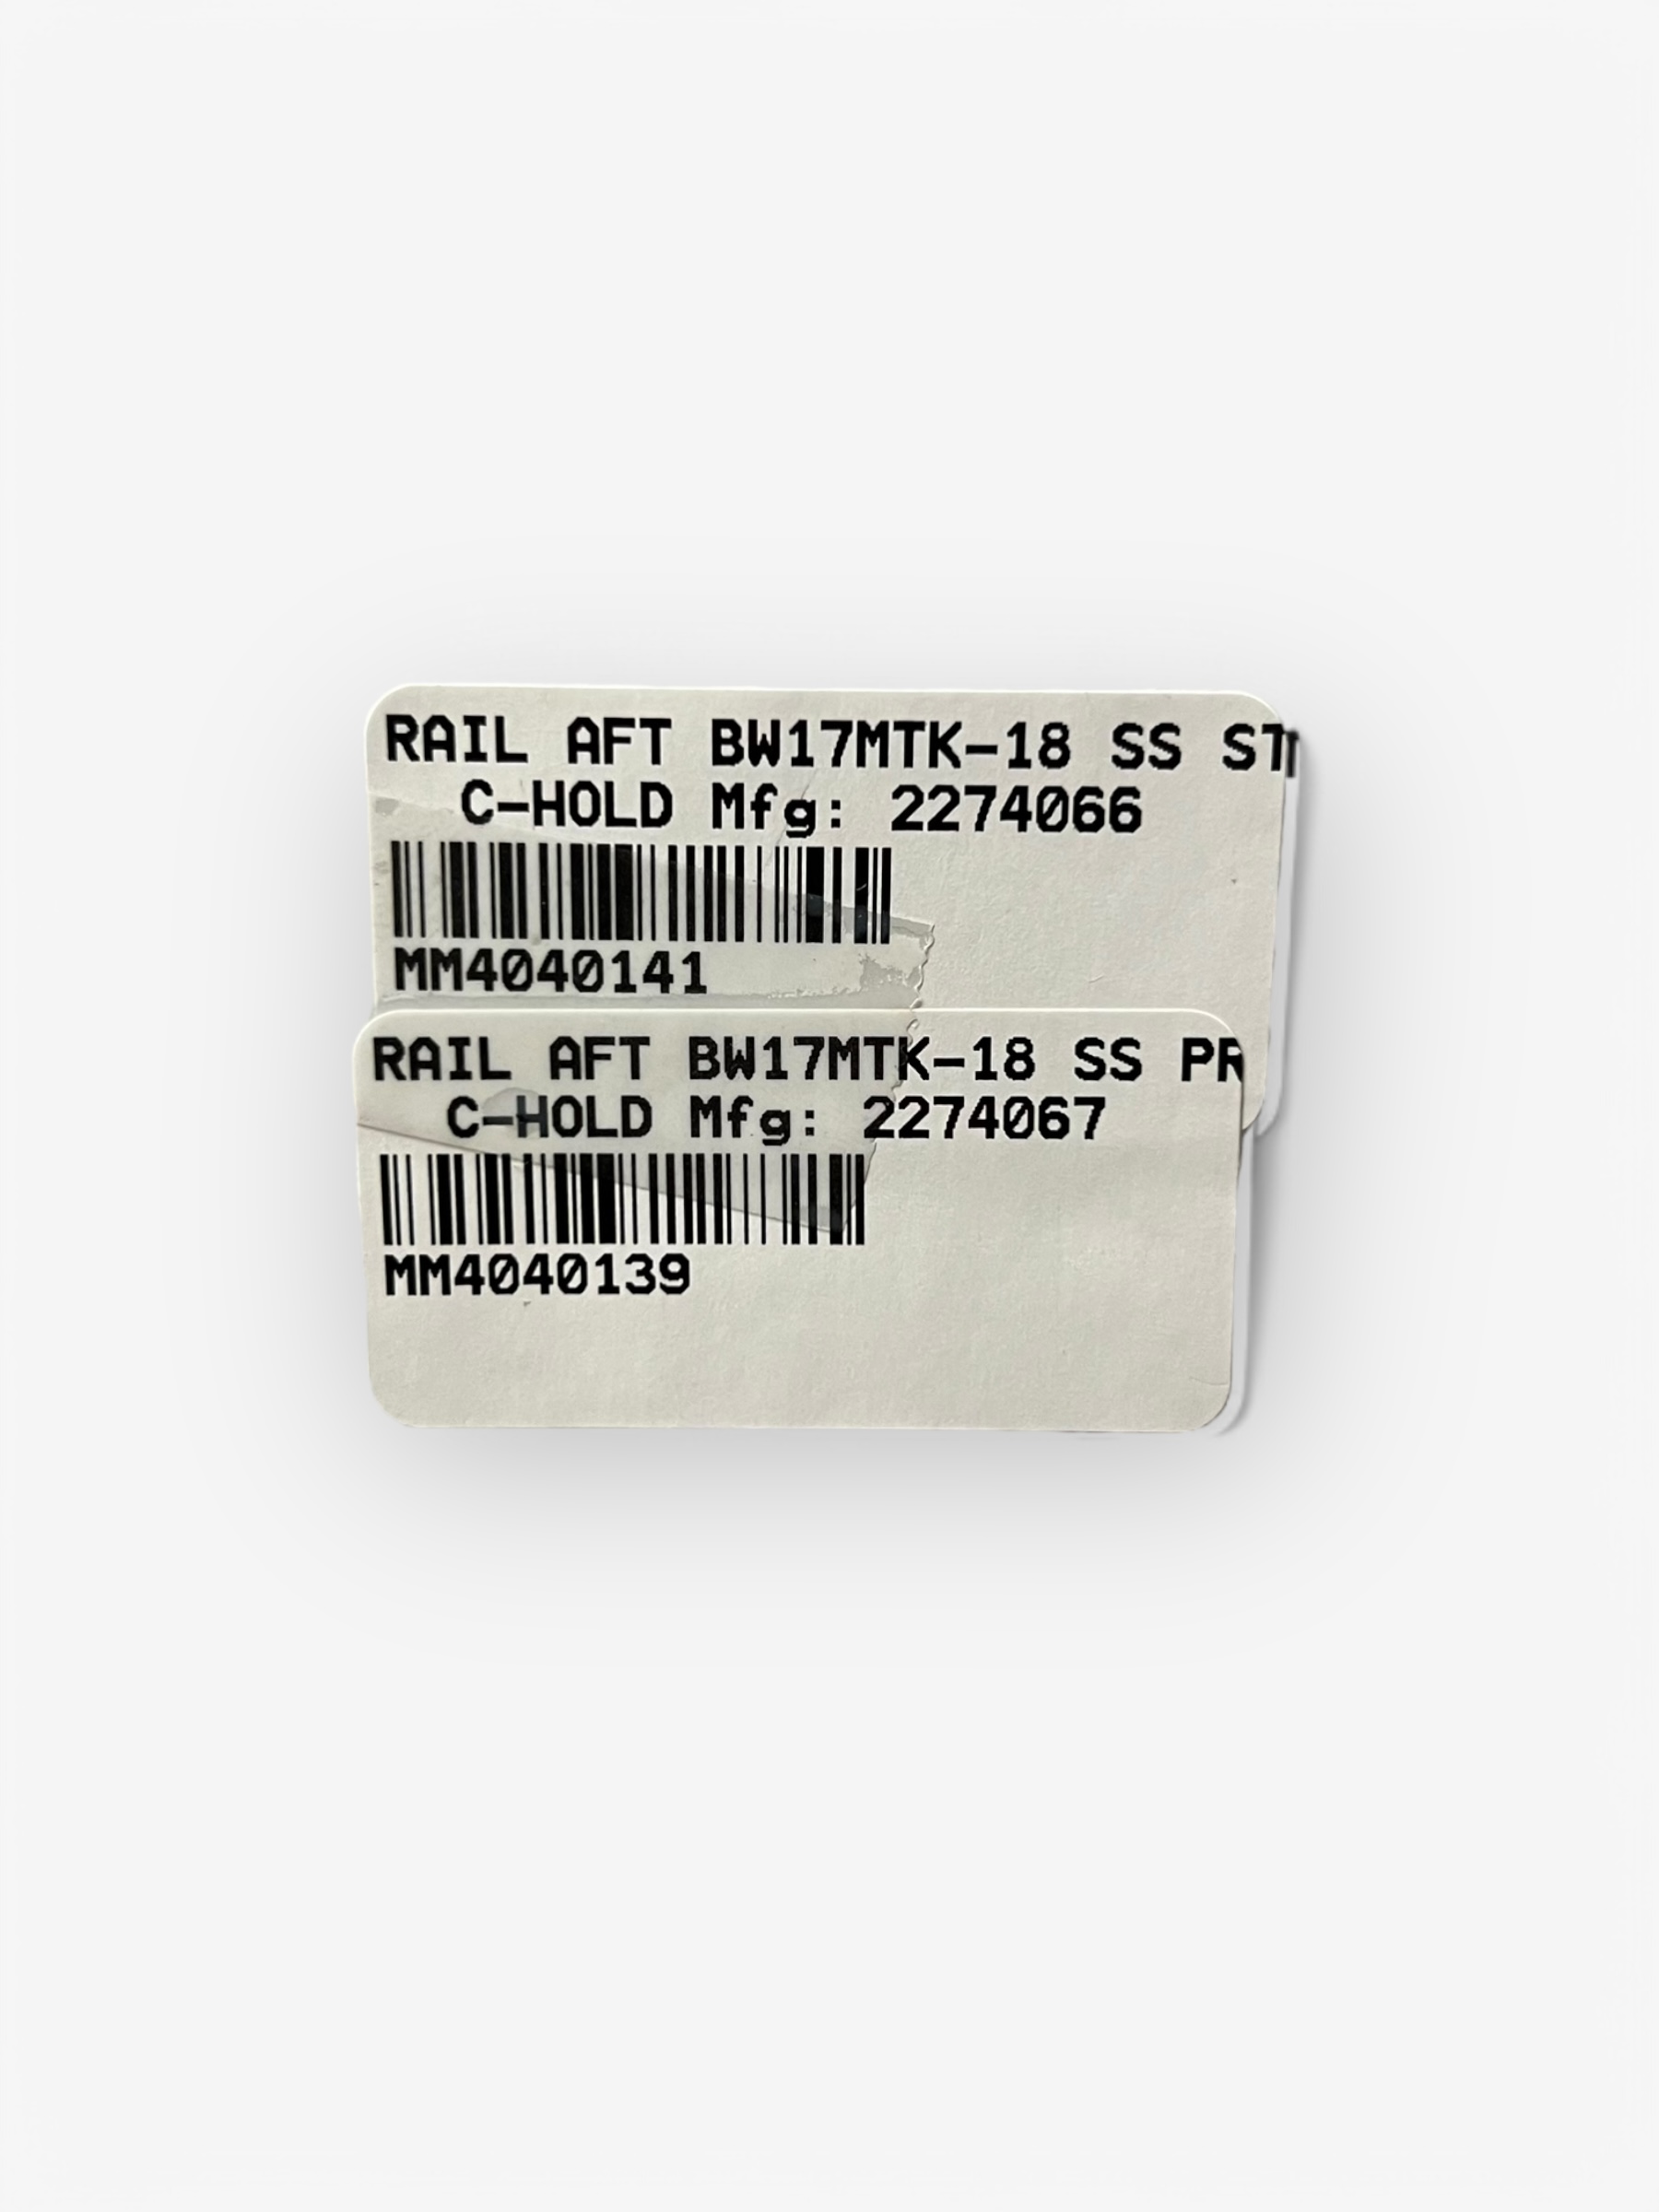 RAIL AFT BW17MTK-18 SS ST
C-HOLD Mfg: 2274066
MM4040141
RAIL AFT BW17MTK-18 SS PR
C-HOLD Mfg: 2274067
MM4040139